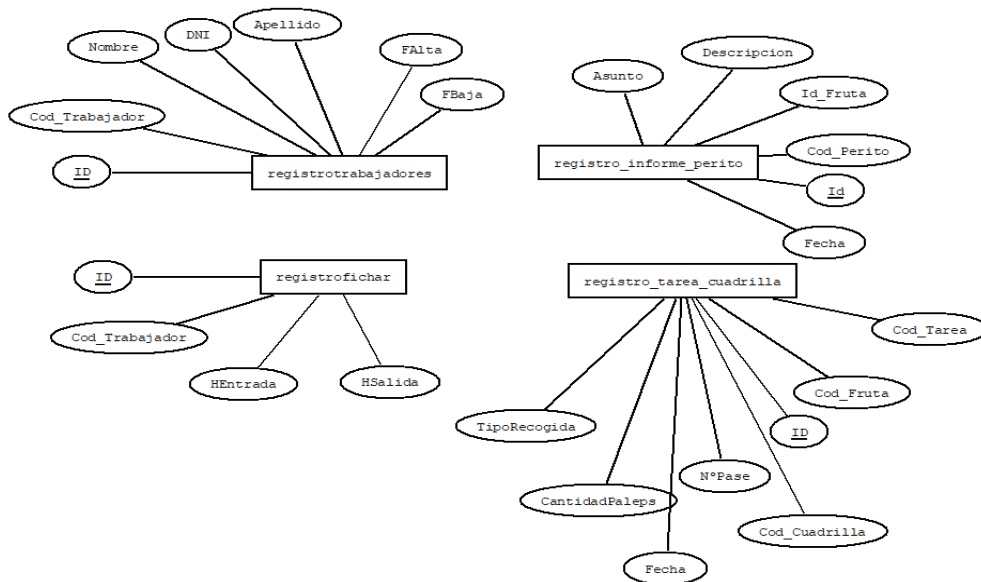 Apellido
DNI
Nombre
FAlta
FBaja
Cod_Trabajador
ID
registrotrabajadores
Descripcion
Asunto
Id_Fruta
Cod_Perito
registro_informe_perito
Id
Fecha
ID
registrofichar
Cod_Trabajador
HEntrada
HSalida
registro_tarea_cuadrilla
Cod_Tarea
Cod_Fruta
TipoRecogida
ID
NºPase
CantidadPaleps
Cod_Cuadrilla
Fecha